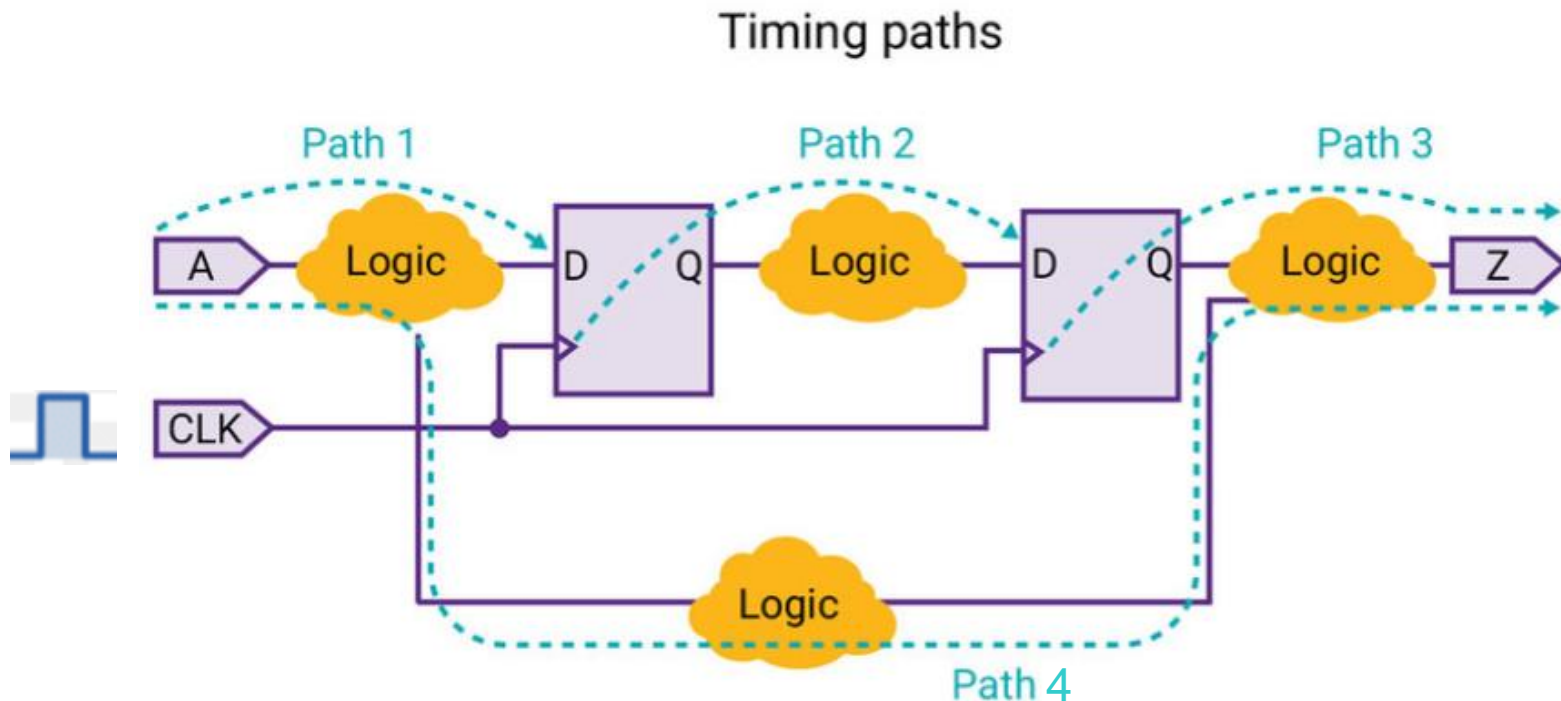 Timing paths
Path 1
Path 2
Path 3
A
Logic
D
Q
Logic
D
Q
Logic
Z
CLK
Logic
Path 4